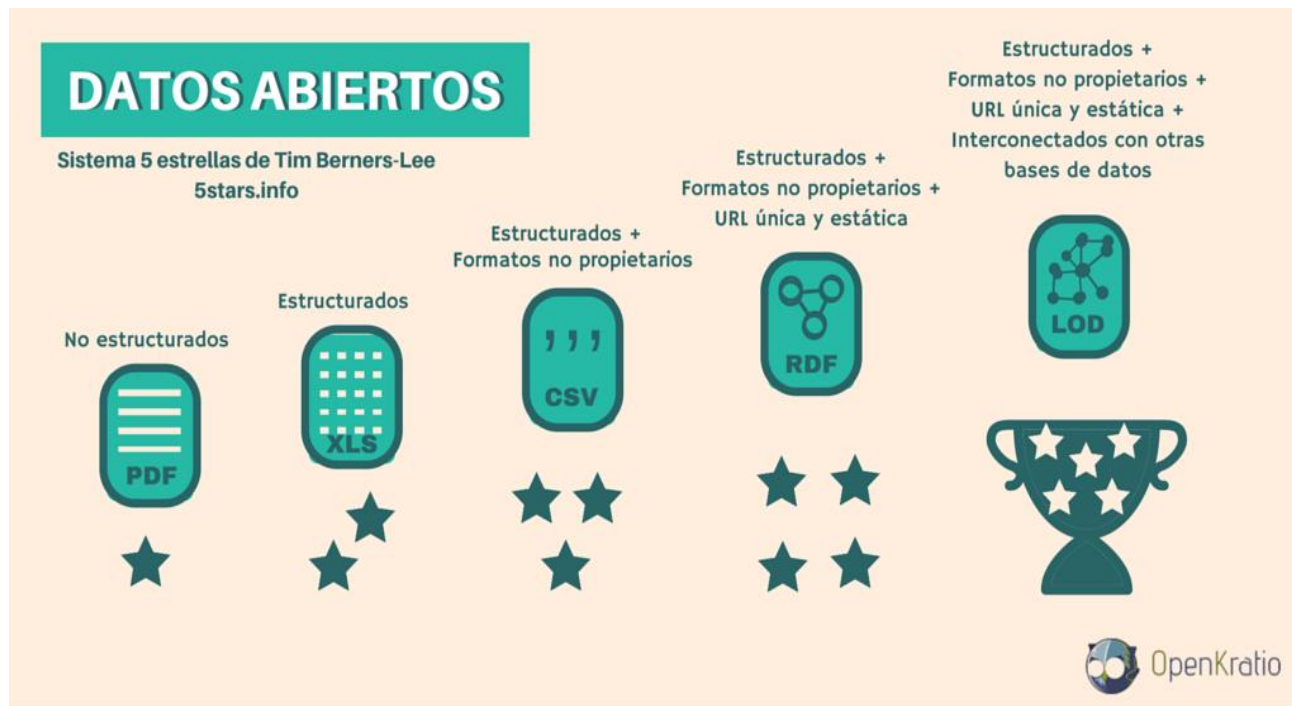 DATOS ABIERTOS
Sistema 5 estrellas de Tim Berners-Lee
5stars.info
No estructurados
PDF
Estructurados
XLS
Estructurados +
Formatos no propietarios
,,,
CSV
Estructurados +
Formatos no propietarios +
URL única y estática
RDF
Estructurados +
Formatos no propietarios +
URL única y estática +
Interconectados con otras
bases de datos
LOD
OpenKratio